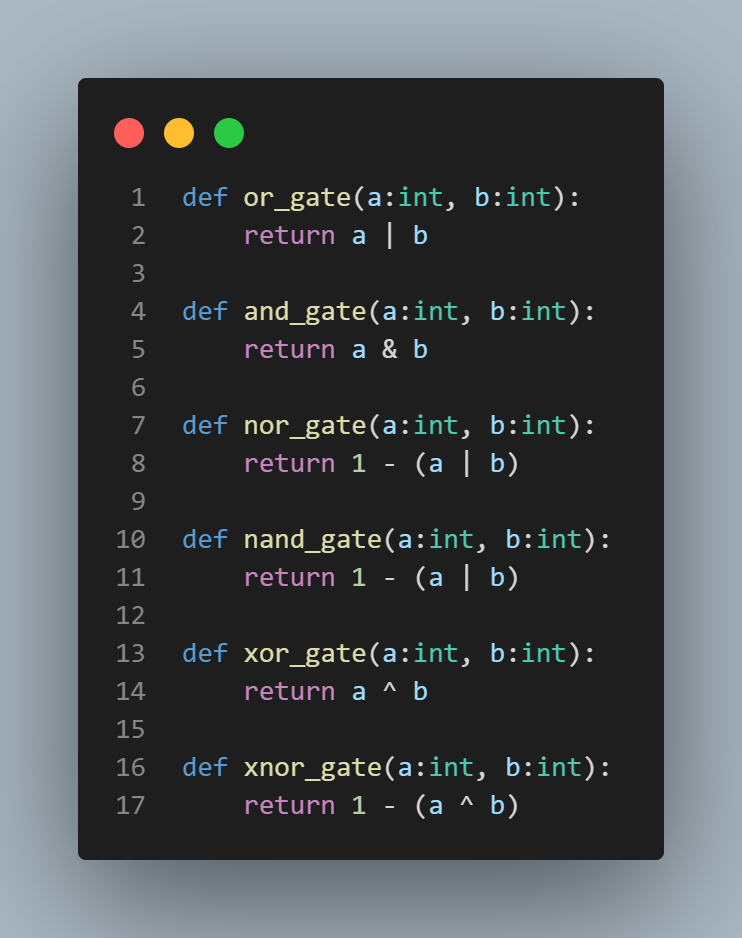 1 def or_gate(a:int, b:int):
2     return a | b
3
4 def and_gate(a:int, b:int):
5     return a & b
6
7 def nor_gate(a:int, b:int):
8     return 1 - (a | b)
9
10 def nand_gate(a:int, b:int):
11     return 1 - (a | b)
12
13 def xor_gate(a:int, b:int):
14     return a ^ b
15
16 def xnor_gate(a:int, b:int):
17     return 1 - (a ^ b)